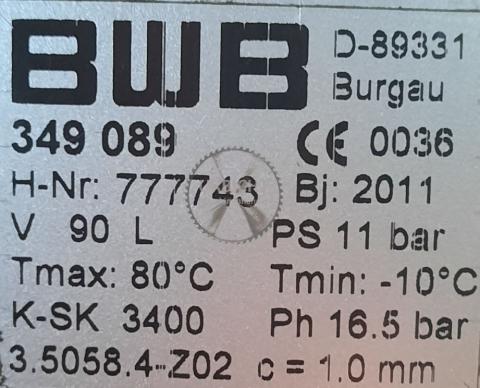 BWB D-89331
Burgau
349 089 CE 0036
H-Nr: 777743 Bj: 2011
V 90 L PS 11 bar
Tmax: 80°C Tmin: -10°C
K-SK 3400 Ph 16.5 bar
3.5058.4-Z02 c = 1.0 mm